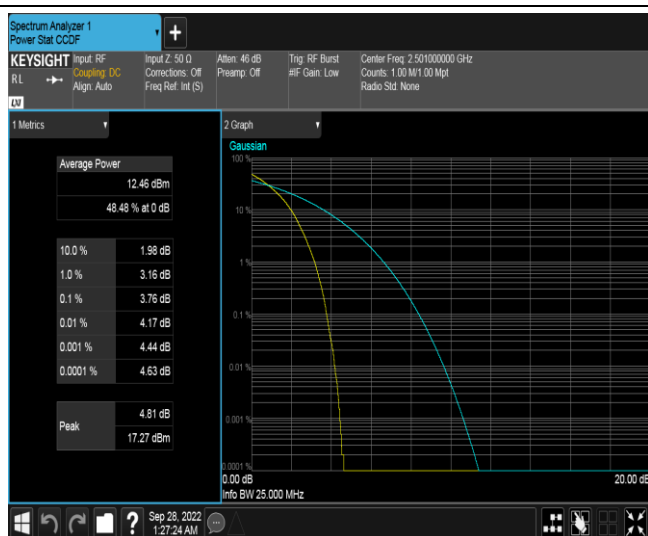 Spectrum Analyzer 1
Power Stat CCDF
+
KEYSIGHT
RL
LXI
Input: RF
Coupling: DC
Align: Auto
Input Z: 50 Ω
Corrections: Off
Freq Ref: Int (S)
Atten: 46 dB
Preamp: Off
Trig: RF Burst
#IF Gain: Low
Center Freq: 2.501000000 GHz
Counts: 1.00 M/1.00 Mpt
Radio Std: None
1 Metrics
Average Power
12.46 dBm
48.48 % at 0 dB
10.0 % 1.98 dB
1.0 % 3.16 dB
0.1 % 3.76 dB
0.01 % 4.17 dB
0.001 % 4.44 dB
0.0001 % 4.63 dB
Peak
4.81 dB
17.27 dBm
2 Graph
Gaussian
100 %
10 %
1 %
0.1 %
0.01 %
0.001 %
0.0001 %
0.00 dB 20.00 dB
Info BW 25.000 MHz
?
Sep 28, 2022
1:27:24 AM